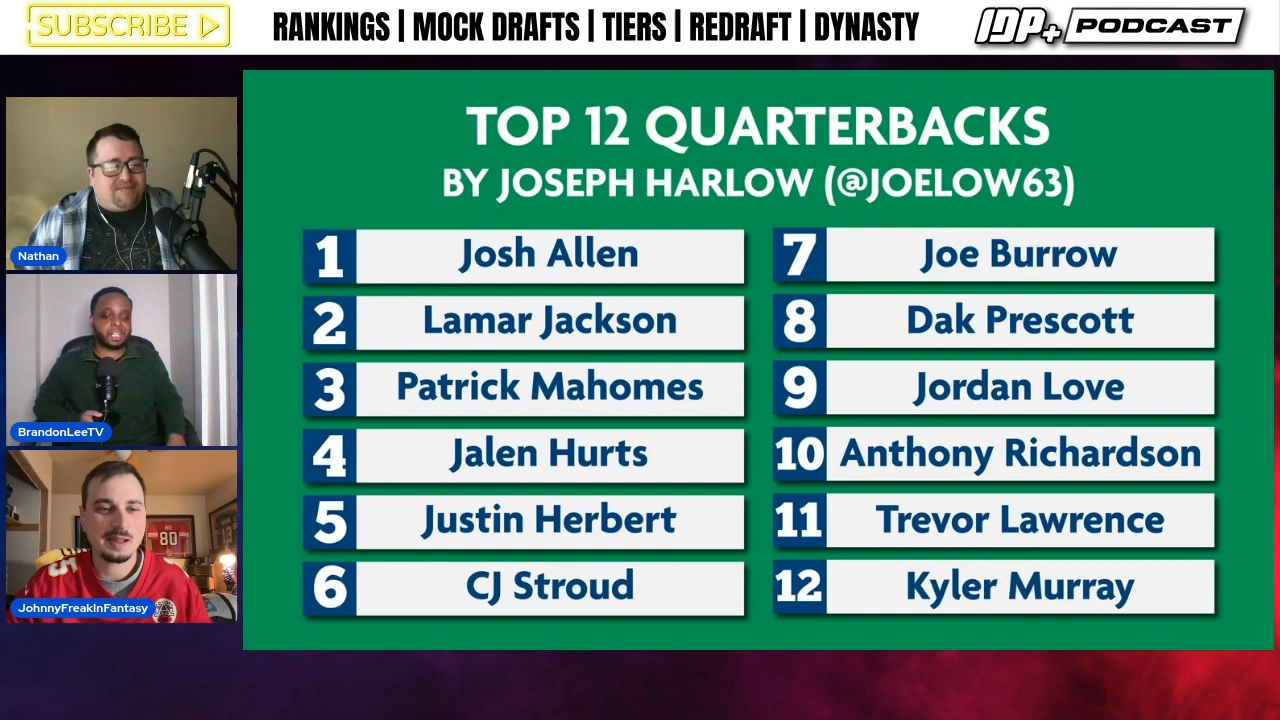 SUBSCRIBE
RANKINGS | MOCK DRAFTS | TIERS | REDRAFT | DYNASTY
IDP+ PODCAST
TOP 12 QUARTERBACKS
BY JOSEPH HARLOW (@JOELOW63)
1 Josh Allen
2 Lamar Jackson
3 Patrick Mahomes
4 Jalen Hurts
5 Justin Herbert
6 CJ Stroud
7 Joe Burrow
8 Dak Prescott
9 Jordan Love
10 Anthony Richardson
11 Trevor Lawrence
12 Kyler Murray
Nathan
BrandonLeeTV
80
JohnnyFreakInFantasy